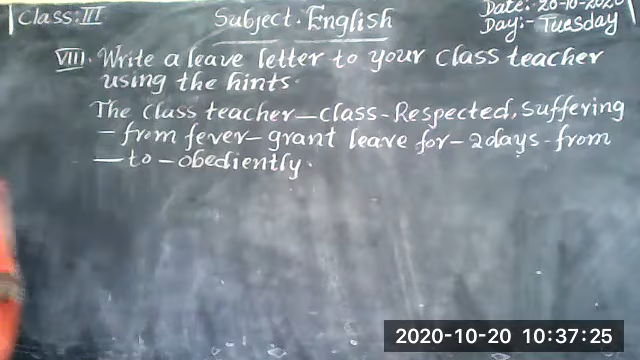 Class: III
Subject. English
Date: 20-10-2020
Day:- Tuesday
VIII. Write a leave letter to your class teacher
using the hints.
The class teacher—class-Respected, suffering
— from fever— grant leave for— 2days-from
— to — obediently.
2020-10-20 10:37:25